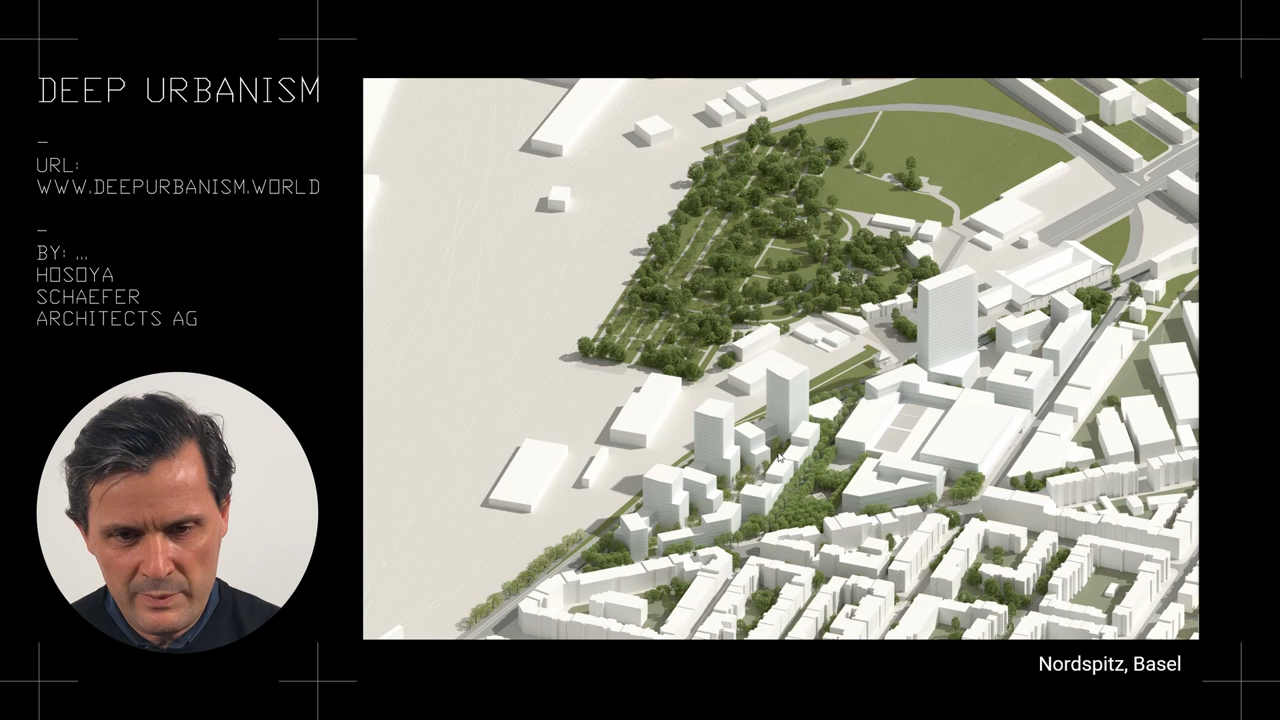 DEEP URBANISM
–
URL:
WWW.DEEPURBANISM.WORLD
–
BY: ...
HOSOYA
SCHAEFER
ARCHITECTS AG
Nordspitz, Basel